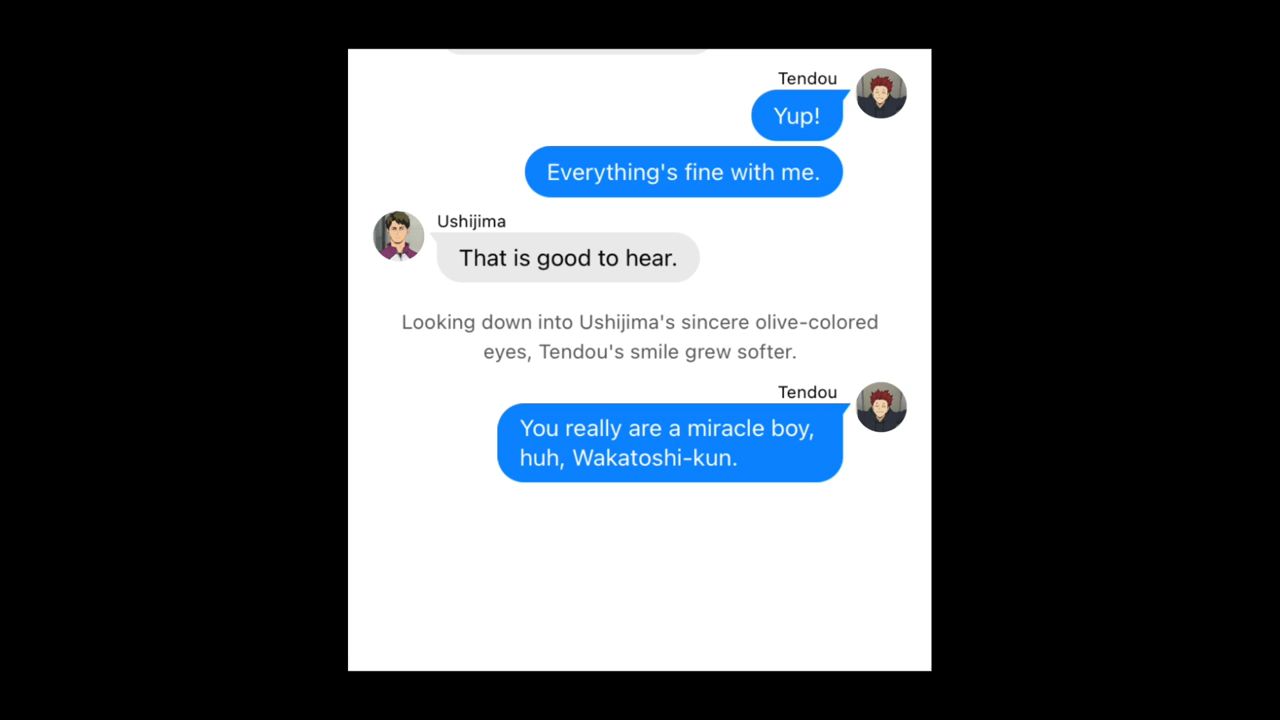 Tendou
Yup!
Everything's fine with me.
Ushijima
That is good to hear.
Looking down into Ushijima's sincere olive-colored
eyes, Tendou's smile grew softer.
Tendou
You really are a miracle boy,
huh, Wakatoshi-kun.